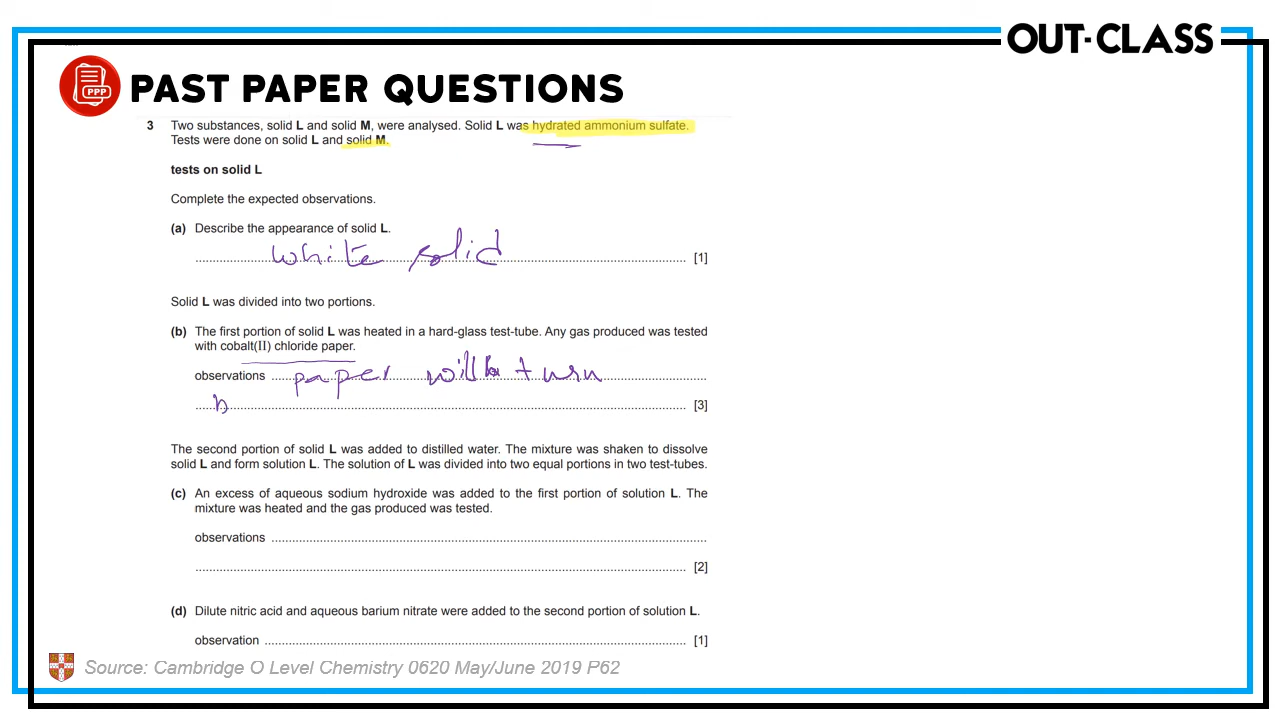 OUT-CLASS
PPP
PAST PAPER QUESTIONS
3 Two substances, solid L and solid M, were analysed. Solid L was hydrated ammonium sulfate.
Tests were done on solid L and solid M.
tests on solid L
Complete the expected observations.
(a) Describe the appearance of solid L.
white solid
[1]
Solid L was divided into two portions.
(b) The first portion of solid L was heated in a hard-glass test-tube. Any gas produced was tested
with cobalt(II) chloride paper.
observations paper will turn
[3]
The second portion of solid L was added to distilled water. The mixture was shaken to dissolve
solid L and form solution L. The solution of L was divided into two equal portions in two test-tubes.
(c) An excess of aqueous sodium hydroxide was added to the first portion of solution L. The
mixture was heated and the gas produced was tested.
observations ........................................................................
........................................................................ [2]
(d) Dilute nitric acid and aqueous barium nitrate were added to the second portion of solution L.
observation ........................................................................ [1]
Source: Cambridge O Level Chemistry 0620 May/June 2019 P62